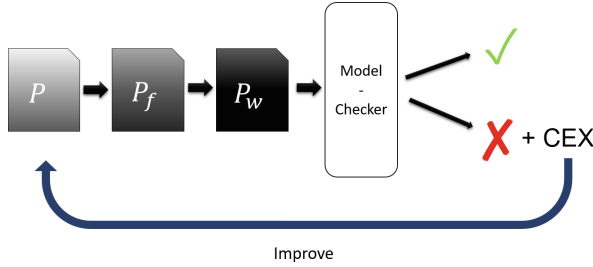 P
P_f
P_w
Model
-
Checker
+ CEX
Improve